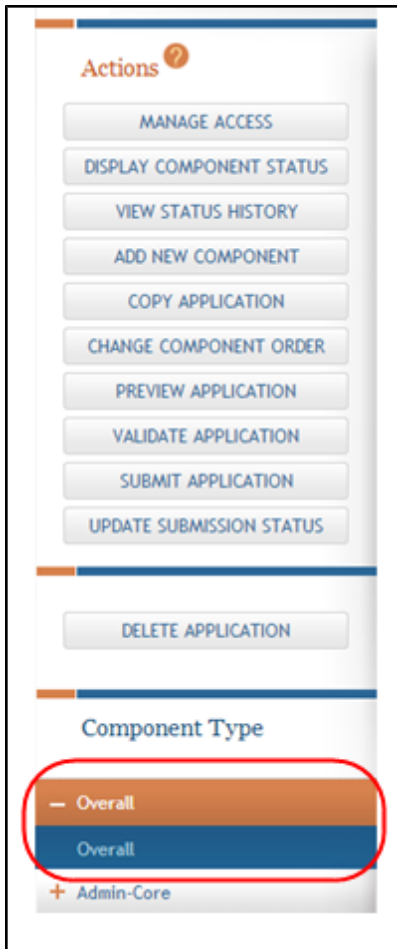 Actions ?
MANAGE ACCESS
DISPLAY COMPONENT STATUS
VIEW STATUS HISTORY
ADD NEW COMPONENT
COPY APPLICATION
CHANGE COMPONENT ORDER
PREVIEW APPLICATION
VALIDATE APPLICATION
SUBMIT APPLICATION
UPDATE SUBMISSION STATUS
DELETE APPLICATION
Component Type
− Overall
Overall
+ Admin-Core